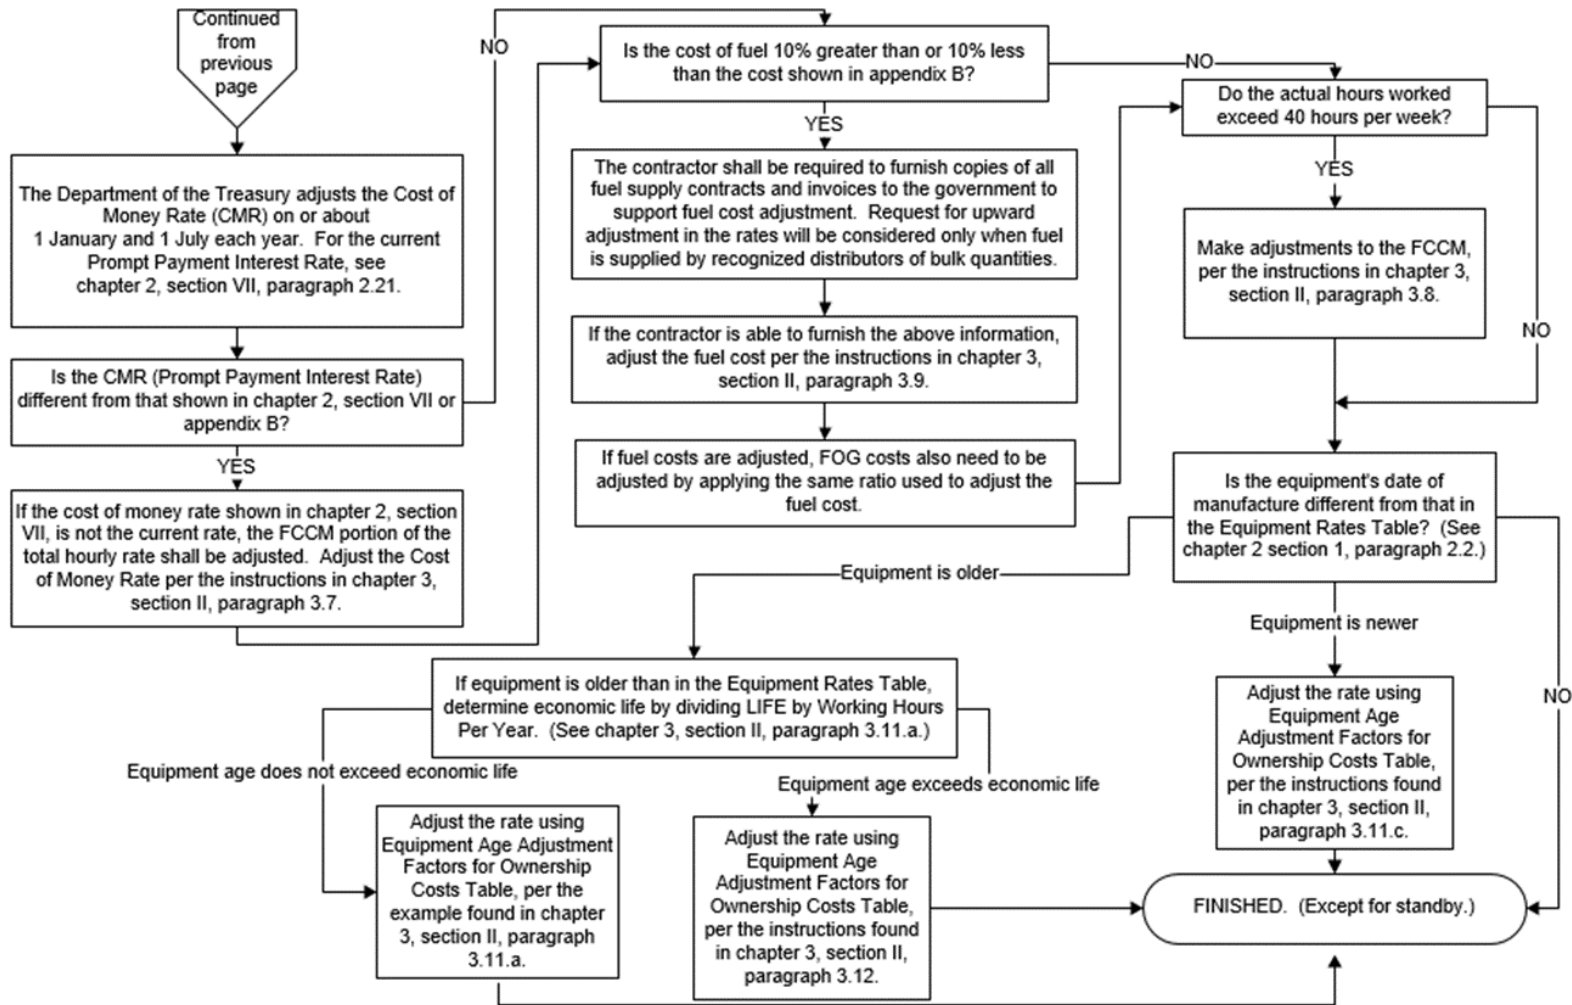 Continued
from
previous
page
The Department of the Treasury adjusts the Cost of
Money Rate (CMR) on or about
1 January and 1 July each year.  For the current
Prompt Payment Interest Rate, see
chapter 2, section VII, paragraph 2.21.
Is the CMR (Prompt Payment Interest Rate)
different from that shown in chapter 2, section VII or
appendix B?
NO
YES
If the cost of money rate shown in chapter 2, section
VII, is not the current rate, the FCCM portion of the
total hourly rate shall be adjusted.  Adjust the Cost
of Money Rate per the instructions in chapter 3,
section II, paragraph 3.7.
Is the cost of fuel 10% greater than or 10% less
than the cost shown in appendix B?
NO
YES
The contractor shall be required to furnish copies of all
fuel supply contracts and invoices to the government to
support fuel cost adjustment.  Request for upward
adjustment in the rates will be considered only when fuel
is supplied by recognized distributors of bulk quantities.
If the contractor is able to furnish the above information,
adjust the fuel cost per the instructions in chapter 3,
section II, paragraph 3.9.
If fuel costs are adjusted, FOG costs also need to be
adjusted by applying the same ratio used to adjust the
fuel cost.
Do the actual hours worked
exceed 40 hours per week?
YES
NO
Make adjustments to the FCCM,
per the instructions in chapter 3,
section II, paragraph 3.8.
Is the equipment's date of
manufacture different from that in
the Equipment Rates Table?  (See
chapter 2 section 1, paragraph 2.2.)
Equipment is older
Equipment is newer
NO
If equipment is older than in the Equipment Rates Table,
determine economic life by dividing LIFE by Working Hours
Per Year.  (See chapter 3, section II, paragraph 3.11.a.)
Equipment age does not exceed economic life
Equipment age exceeds economic life
Adjust the rate using
Equipment Age Adjustment
Factors for Ownership
Costs Table, per the
example found in chapter
3, section II, paragraph
3.11.a.
Adjust the rate using
Equipment Age
Adjustment Factors for
Ownership Costs Table,
per the instructions found
in chapter 3, section II,
paragraph 3.12.
Adjust the rate using
Equipment Age
Adjustment Factors for
Ownership Costs Table,
per the instructions found
in chapter 3, section II,
paragraph 3.11.c.
FINISHED.  (Except for standby.)